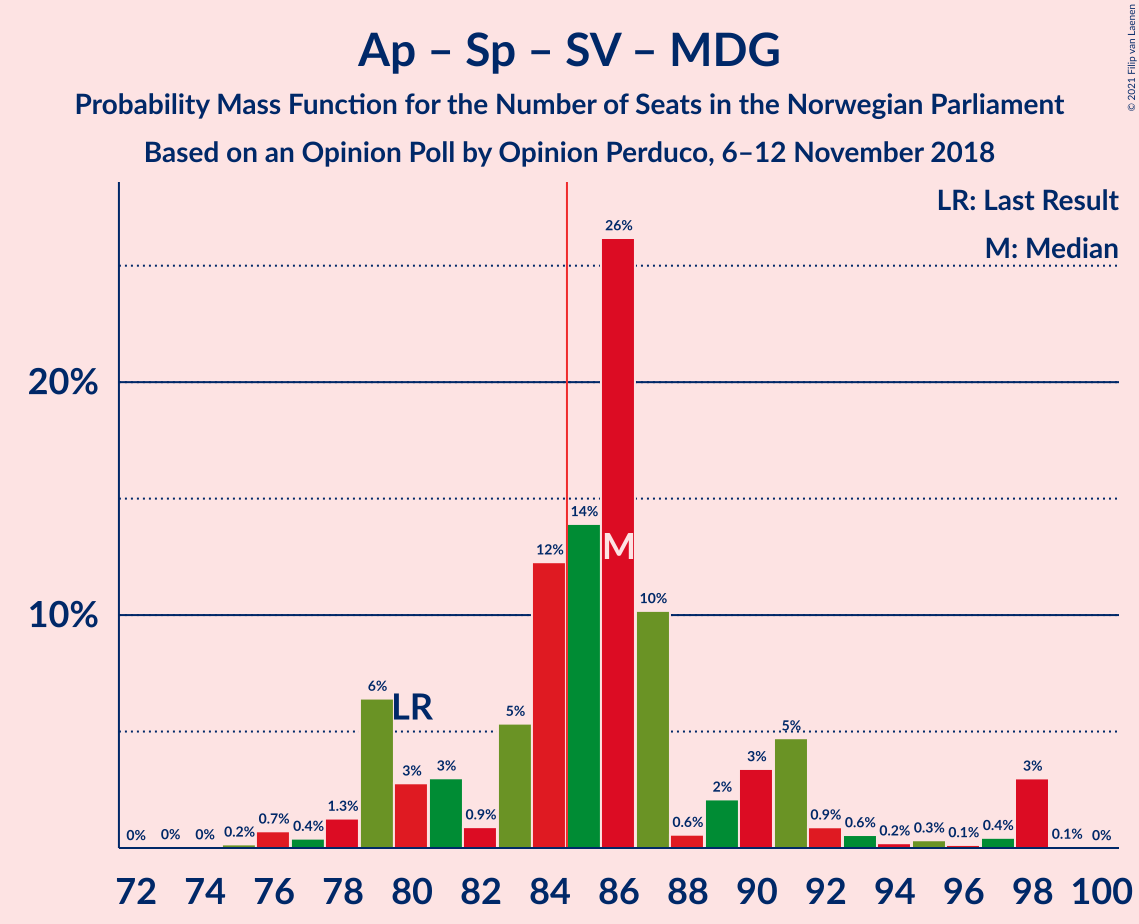 Ap – Sp – SV – MDG
Probability Mass Function for the Number of Seats in the Norwegian Parliament
Based on an Opinion Poll by Opinion Perduco, 6–12 November 2018
© 2021 Filip van Laenen
LR: Last Result
M: Median
20%
10%
0% 0% 0% 0.2% 0.7% 0.4% 1.3% 6% 3% 3% 0.9% 5% 12% 14% 26% 10% 0.6% 2% 3% 5% 0.9% 0.6% 0.2% 0.3% 0.1% 0.4% 3% 0.1% 0%
LR
M
72 74 76 78 80 82 84 86 88 90 92 94 96 98 100